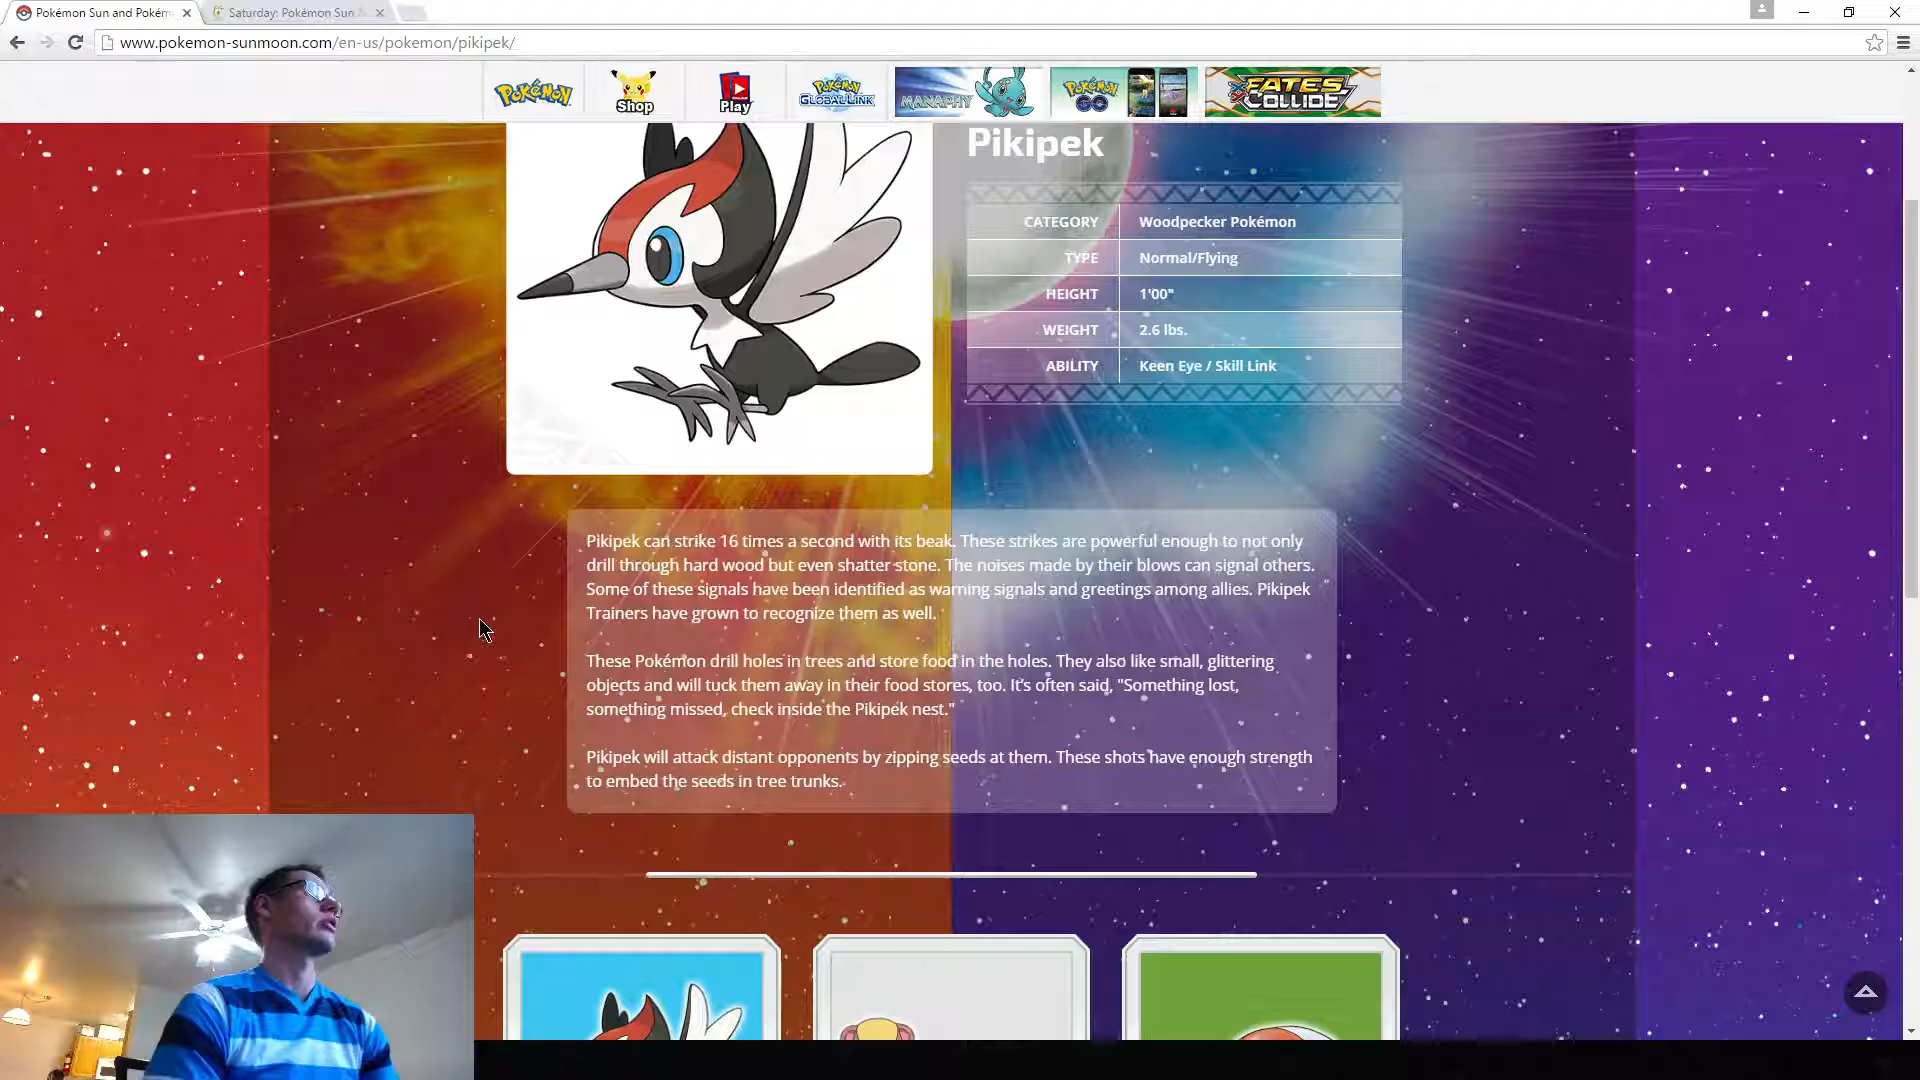 Pokémon Sun and Pokém
Saturday: Pokémon Sun
www.pokemon-sunmoon.com/en-us/pokemon/pikipek/
Pokémon
Shop
Play
Pokémon
GLOBAL LINK
MANAPHY
Pokémon
GO
FATES
COLLIDE
Pikipek
CATEGORY Woodpecker Pokémon
TYPE Normal/Flying
HEIGHT 1'00"
WEIGHT 2.6 lbs.
ABILITY Keen Eye / Skill Link
Pikipek can strike 16 times a second with its beak. These strikes are powerful enough to not only
drill through hard wood but even shatter stone. The noises made by their blows can signal others.
Some of these signals have been identified as warning signals and greetings among allies. Pikipek
Trainers have grown to recognize them as well.
These Pokémon drill holes in trees and store food in the holes. They also like small, glittering
objects and will tuck them away in their food stores, too. It's often said, "Something lost,
something missed, check inside the Pikipek nest."
Pikipek will attack distant opponents by zipping seeds at them. These shots have enough strength
to embed the seeds in tree trunks.